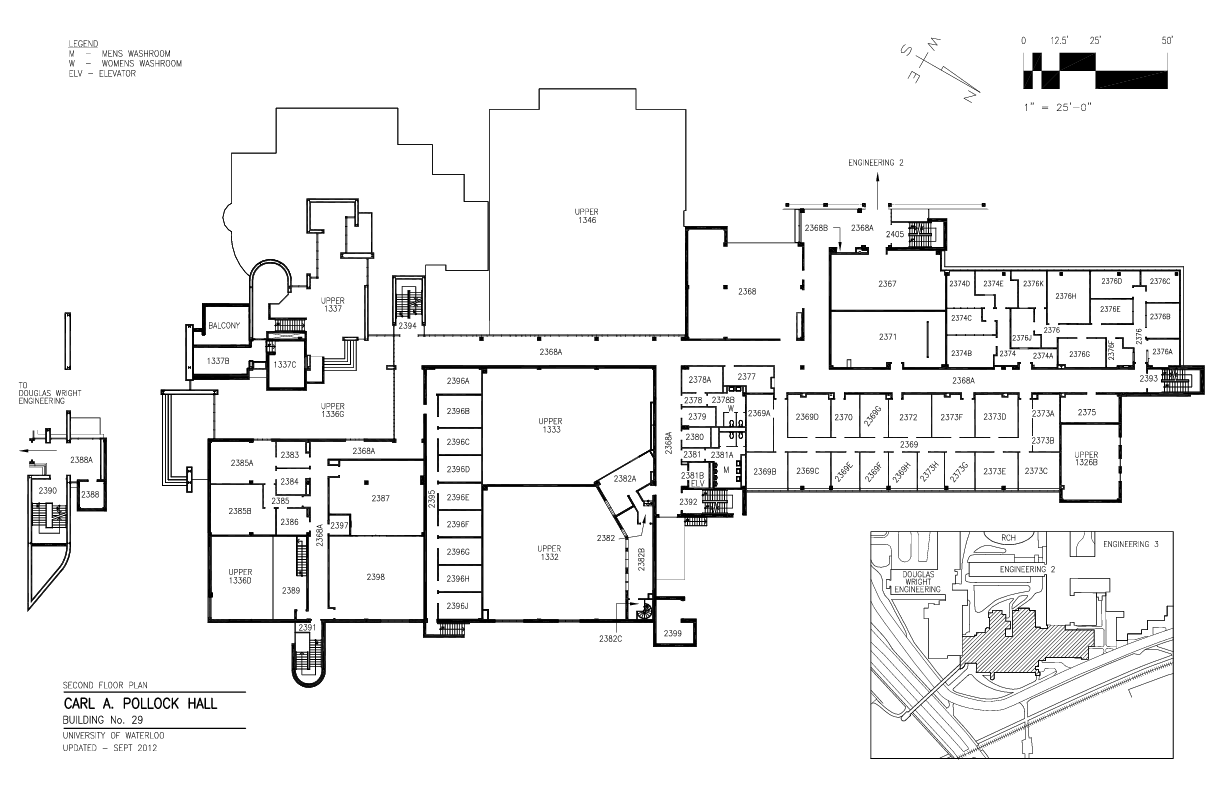 LEGEND
M – MENS WASHROOM
W – WOMENS WASHROOM
ELV – ELEVATOR
S W
E N
0 12.5' 25' 50'
1" = 25'-0"
ENGINEERING 2
UPPER
1346
2368B
2368A
2405
2368
2367
2371
2374D
2374E
2376K
2376H
2376D
2376C
2374C
2376E
2376B
2376J
2376
2376
2374B
2374
2374A
2376G
2376F
2376A
UPPER
1337
2394
BALCONY
1337B
1337C
2368A
2368A
2393
TO
DOUGLAS WRIGHT
ENGINEERING
2388A
2390
2388
UPPER
1336G
2396A
2396B
2396C
2396D
2396E
2396F
2396G
2396H
2396J
2395
UPPER
1333
UPPER
1332
2378A
2377
2378
2378B
W
2379
2380
2381
2381A
2381B
ELV
M
2368A
2392
2369A
2369D
2370
2369G
2372
2373F
2373D
2373A
2375
2369
2373B
UPPER
1326B
2369B
2369C
2369E
2369F
2369H
2373H
2373G
2373E
2373C
2368A
2385A
2383
2384
2385
2385B
2386
2387
2397
2368A
UPPER
1336D
2389
2398
2391
2382A
2382
2382B
2382C
2399
RCH
ENGINEERING 3
ENGINEERING 2
DOUGLAS
WRIGHT
ENGINEERING
SECOND FLOOR PLAN
CARL A. POLLOCK HALL
BUILDING No. 29
UNIVERSITY OF WATERLOO
UPDATED – SEPT 2012